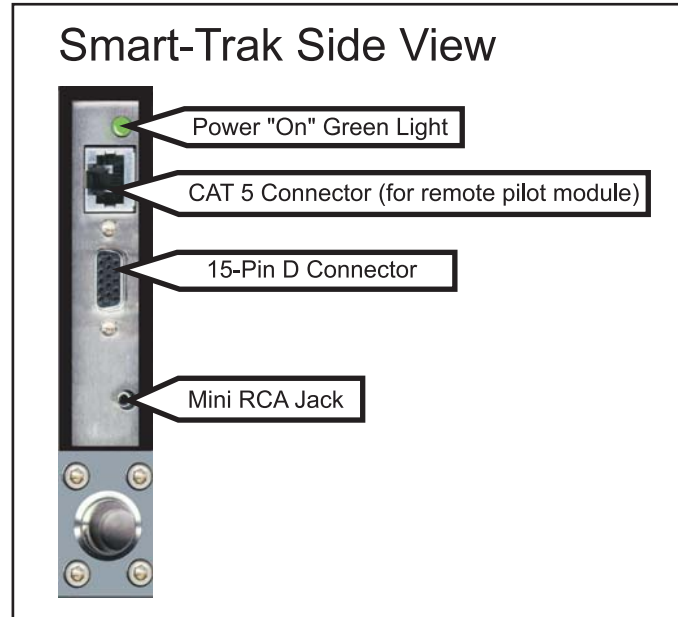 Smart-Trak Side View
Power "On" Green Light
CAT 5 Connector (for remote pilot module)
15-Pin D Connector
Mini RCA Jack